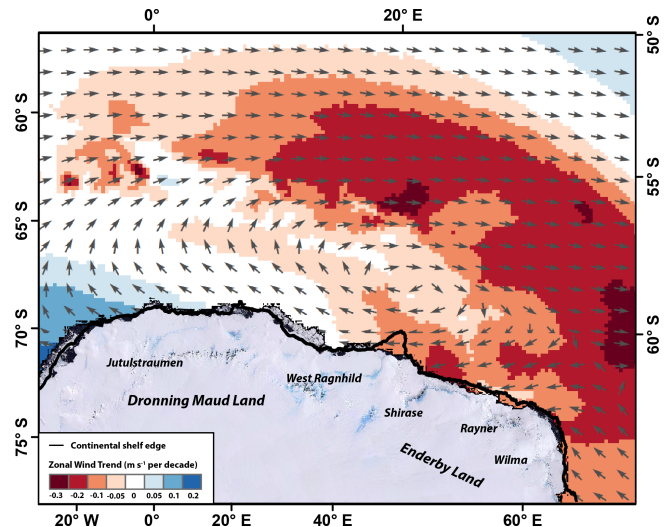 0° 20° E
50° S
60° S
55° S
65° S
70° S
60° S
75° S
Jutulstraumen
West Ragnhild
Dronning Maud Land
Shirase
Rayner
Enderby Land
Wilma
Continental shelf edge
Zonal Wind Trend (m s⁻¹ per decade)
-0.3 -0.2 -0.1 -0.05 0 0.05 0.1 0.2
20° W 0° 20° E 40° E 60° E